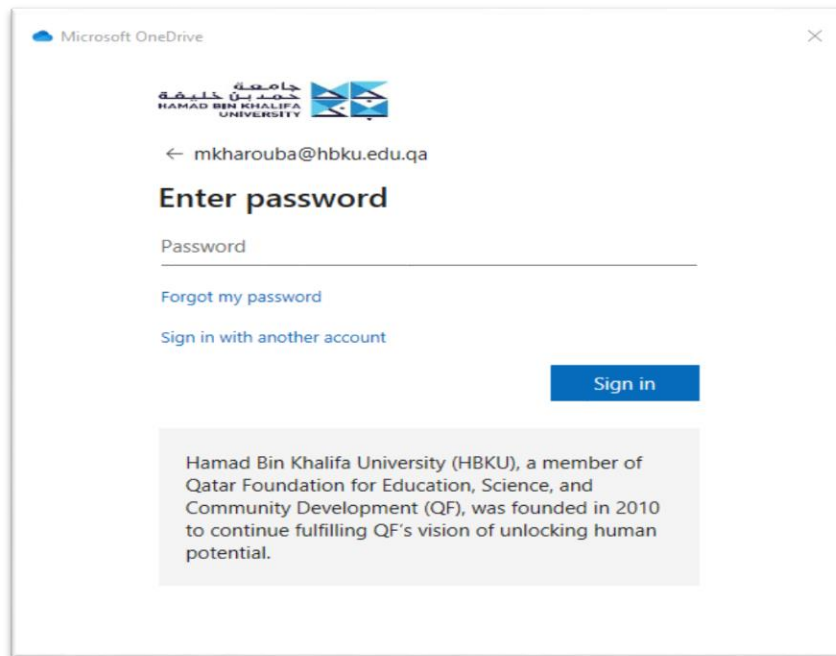 Microsoft OneDrive
جامعة
حمد بن خليفة
HAMAD BIN KHALIFA
UNIVERSITY
← mkharouba@hbku.edu.qa
Enter password
Password
Forgot my password
Sign in with another account
Sign in
Hamad Bin Khalifa University (HBKU), a member of
Qatar Foundation for Education, Science, and
Community Development (QF), was founded in 2010
to continue fulfilling QF's vision of unlocking human
potential.